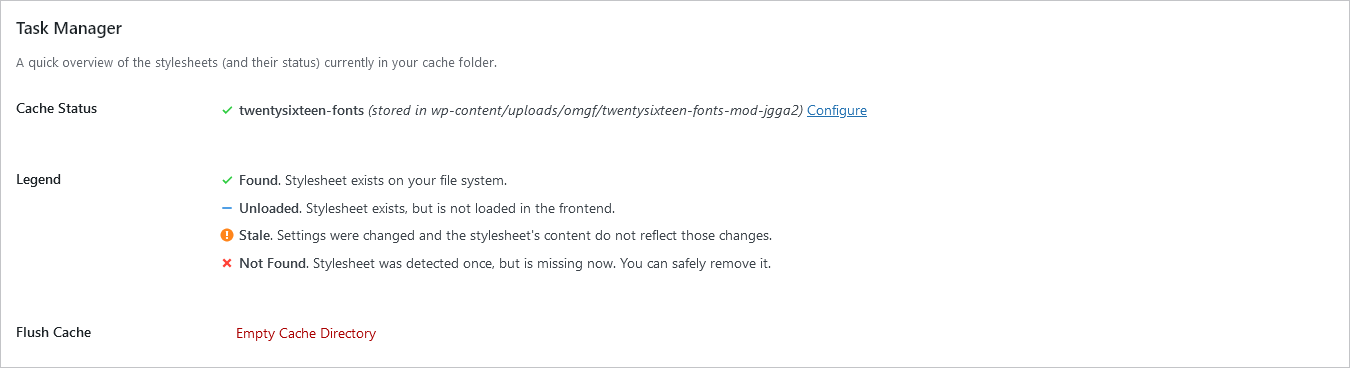 Task Manager
A quick overview of the stylesheets (and their status) currently in your cache folder.
Cache Status
twentysixteen-fonts (stored in wp-content/uploads/omgf/twentysixteen-fonts-mod-jgga2) Configure
Legend
Found. Stylesheet exists on your file system.
Unloaded. Stylesheet exists, but is not loaded in the frontend.
Stale. Settings were changed and the stylesheet's content do not reflect those changes.
Not Found. Stylesheet was detected once, but is missing now. You can safely remove it.
Flush Cache
Empty Cache Directory